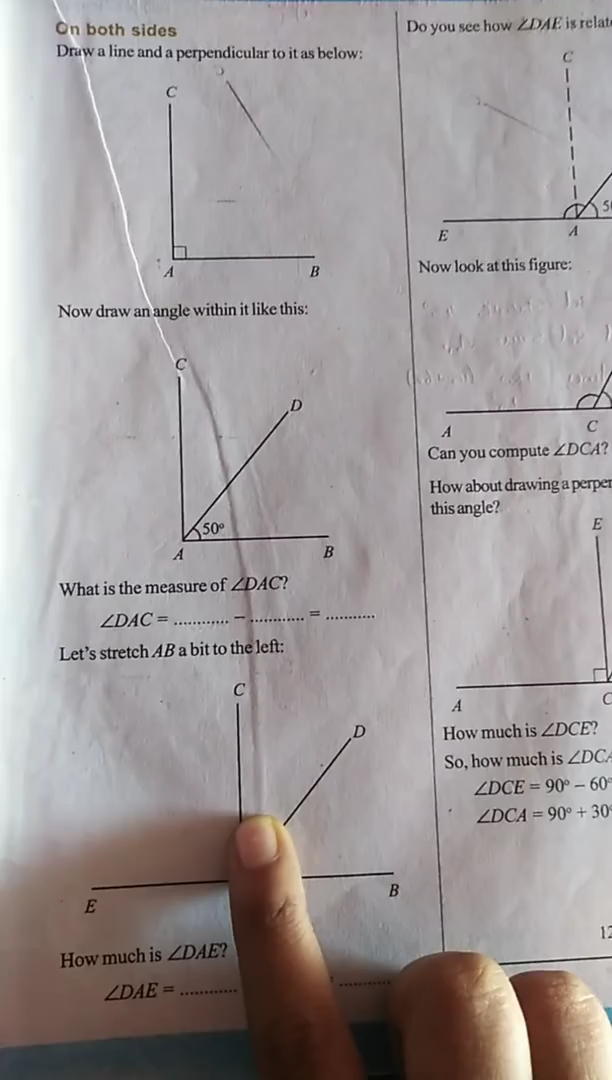 On both sides
Draw a line and a perpendicular to it as below:
C
A
B
Now draw an angle within it like this:
C
D
50°
A
B
What is the measure of ∠DAC?
∠DAC = ............ – ............ = ...........
Let's stretch AB a bit to the left:
C
D
E
B
How much is ∠DAE?
∠DAE = ............
Do you see how ∠DAE is
C
E
A
Now look at this figure:
A
C
Can you compute ∠DCA?
How about drawing a
this angle?
E
A
C
How much is ∠DCE?
So, how much is
∠DCE = 90° – 60°
∠DCA = 90° + 30°